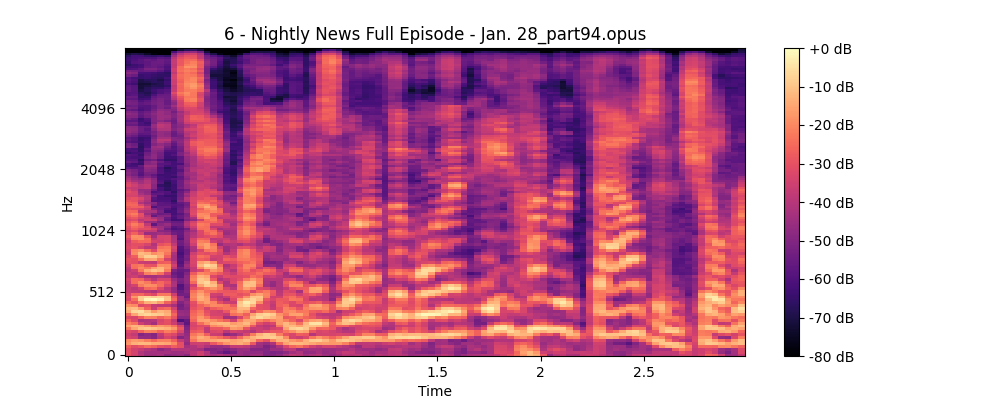 6 - Nightly News Full Episode - Jan. 28_part94.opus
Hz
4096
2048
1024
512
0
0 0.5 1 1.5 2 2.5
Time
+0 dB
-10 dB
-20 dB
-30 dB
-40 dB
-50 dB
-60 dB
-70 dB
-80 dB